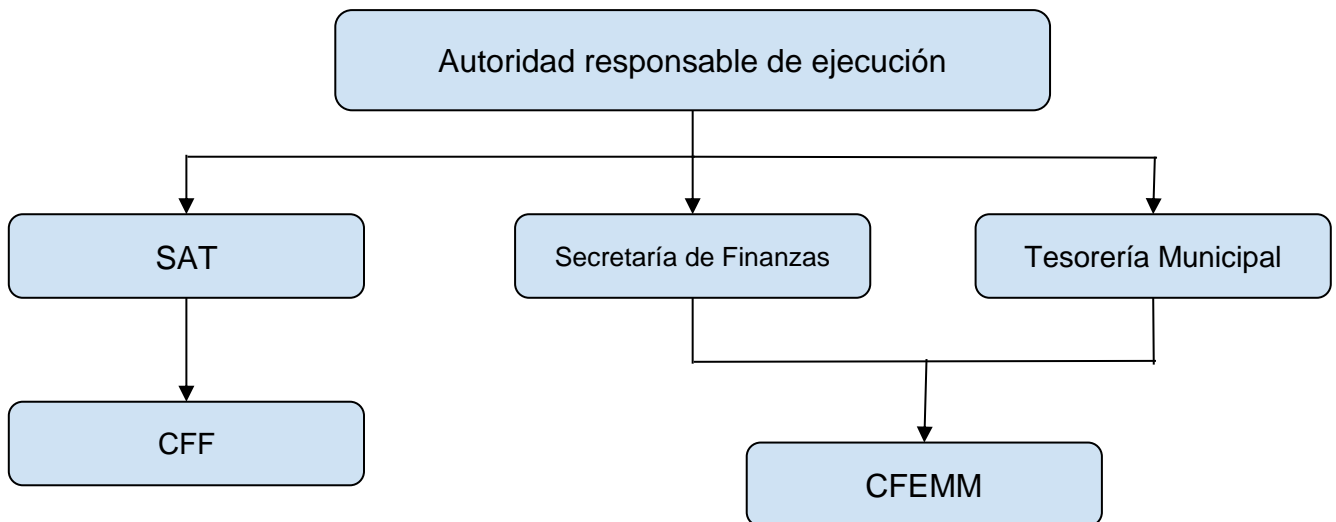 Autoridad responsable de ejecución
SAT
Secretaría de Finanzas
Tesorería Municipal
CFF
CFEMM